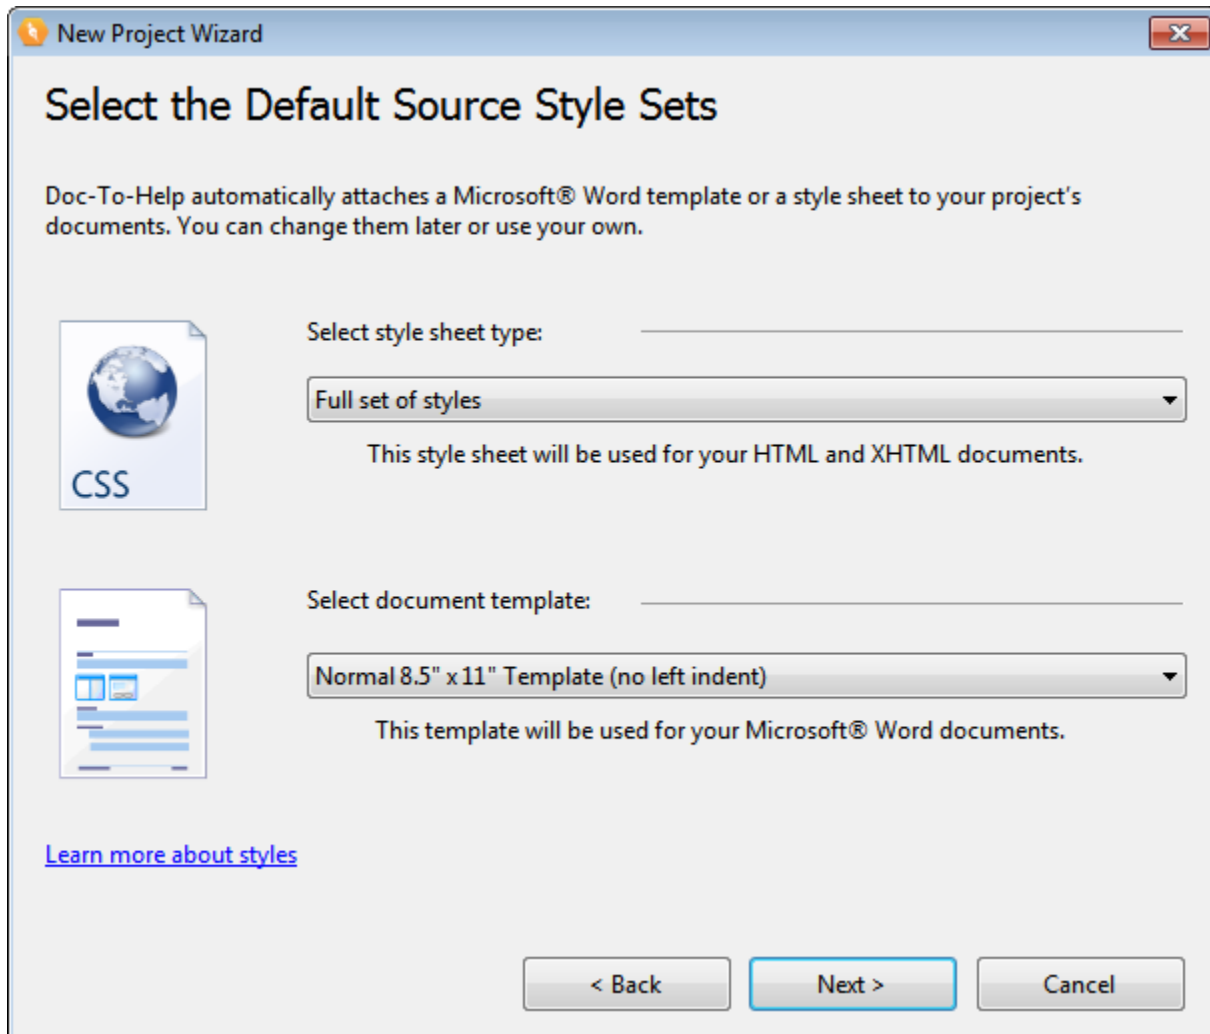 New Project Wizard
Select the Default Source Style Sets
Doc-To-Help automatically attaches a Microsoft® Word template or a style sheet to your project's
documents. You can change them later or use your own.
Select style sheet type:
Full set of styles
This style sheet will be used for your HTML and XHTML documents.
CSS
Select document template:
Normal 8.5" x 11" Template (no left indent)
This template will be used for your Microsoft® Word documents.
Learn more about styles
< Back
Next >
Cancel